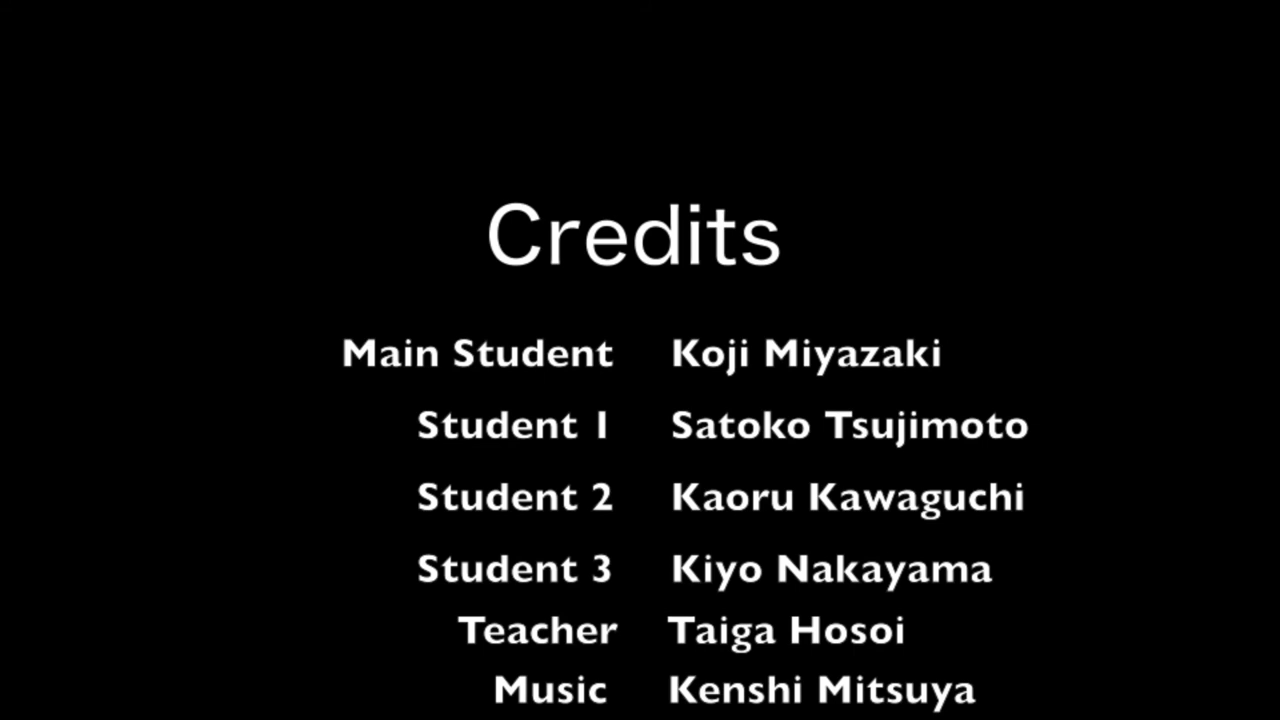 Credits
Main Student Koji Miyazaki
Student 1 Satoko Tsujimoto
Student 2 Kaoru Kawaguchi
Student 3 Kiyo Nakayama
Teacher Taiga Hosoi
Music Kenshi Mitsuya